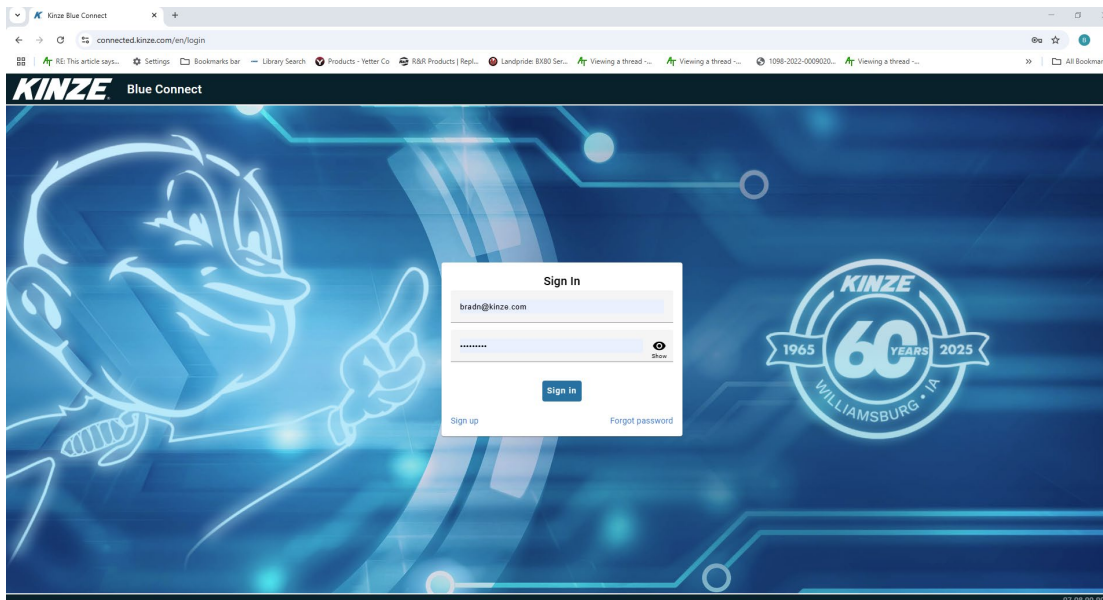 Kinze Blue Connect
connected.kinze.com/en/login
RE: This article says...
Settings
Bookmarks bar
Library Search
Products - Yetter Co
R&R Products | Repl...
Landpride: BX80 Ser...
Viewing a thread -...
Viewing a thread -...
1098-2022-0009020...
Viewing a thread -...
All Bookmar
KINZE Blue Connect
Sign In
bradn@kinze.com
Show
Sign in
Sign up
Forgot password
KINZE
1965
60
YEARS
2025
WILLIAMSBURG • IA